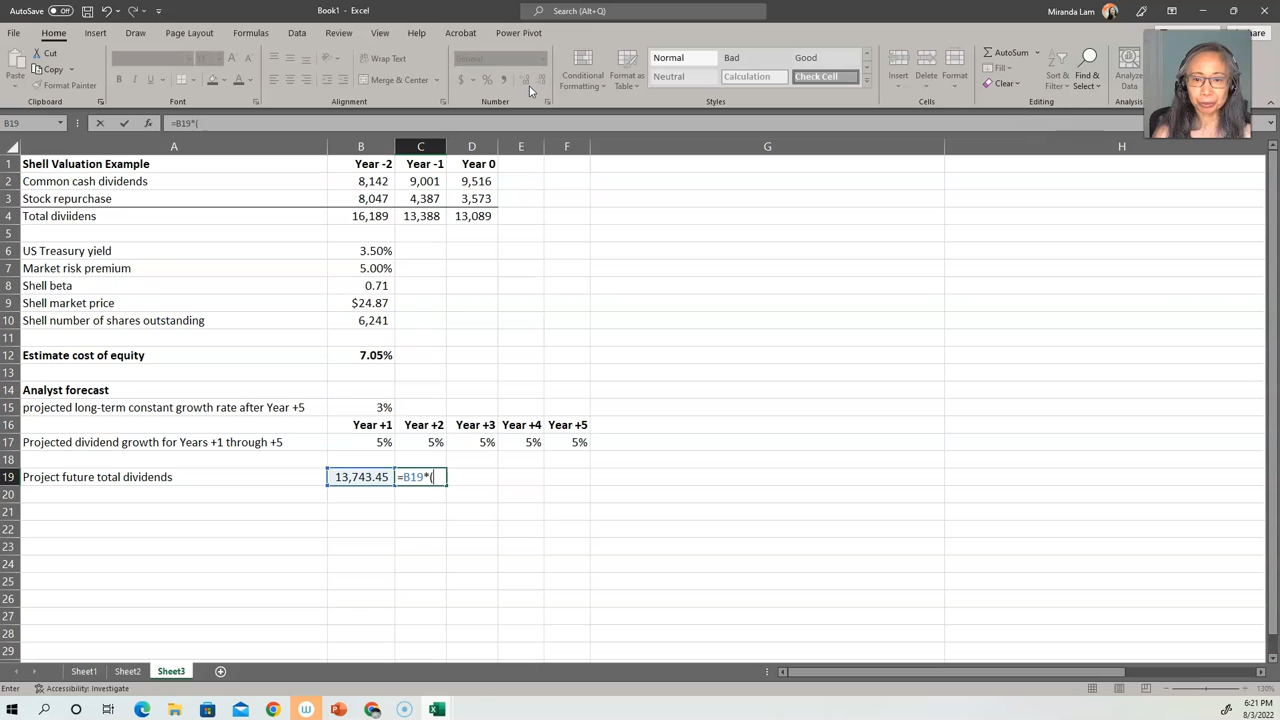 AutoSave Off
Book1 - Excel
Search (Alt+Q)
Miranda Lam
File Home Insert Draw Page Layout Formulas Data Review View Help Acrobat Power Pivot
Paste
Cut
Copy
Format Painter
Clipboard
B I U
Font
Wrap Text
Merge & Center
Alignment
General
$ % ,
Number
Conditional Formatting
Format as Table
Normal Bad Good
Neutral Calculation Check Cell
Styles
Insert Delete Format
Cells
AutoSum
Fill
Clear
Sort & Filter
Find & Select
Editing
Analyze Data
Analysis
B19 =B19*(
A B C D E F G H
1 Shell Valuation Example Year -2 Year -1 Year 0
2 Common cash dividends 8,142 9,001 9,516
3 Stock repurchase 8,047 4,387 3,573
4 Total diviidens 16,189 13,388 13,089
5
6 US Treasury yield 3.50%
7 Market risk premium 5.00%
8 Shell beta 0.71
9 Shell market price $24.87
10 Shell number of shares outstanding 6,241
11
12 Estimate cost of equity 7.05%
13
14 Analyst forecast
15 projected long-term constant growth rate after Year +5 3%
16 Year +1 Year +2 Year +3 Year +4 Year +5
17 Projected dividend growth for Years +1 through +5 5% 5% 5% 5% 5%
18
19 Project future total dividends 13,743.45 =B19*(
20
21
22
23
24
25
26
27
28
29
Sheet1 Sheet2 Sheet3
Enter Accessibility: Investigate
130%
6:21 PM
8/3/2022